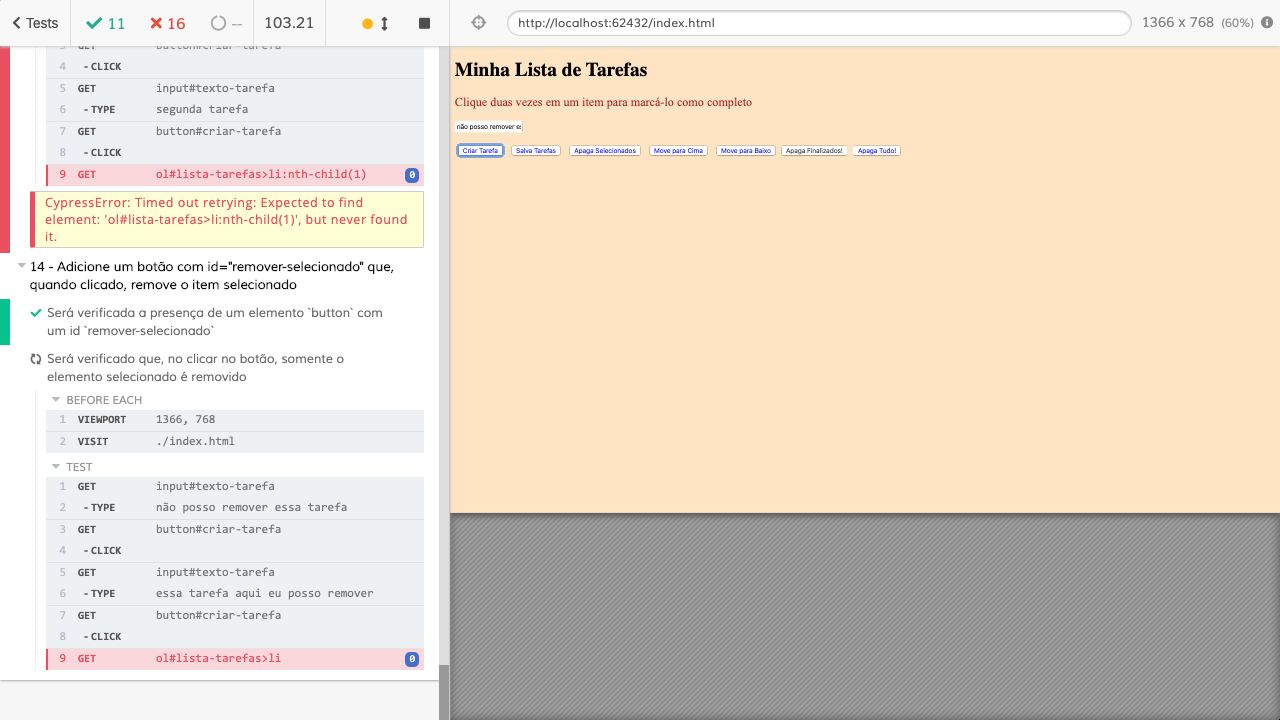 Tests 11 16 -- 103.21
http://localhost:62432/index.html 1366 x 768 (60%)
3 GET button#criar-tarefa
4 - CLICK
5 GET input#texto-tarefa
6 - TYPE segunda tarefa
7 GET button#criar-tarefa
8 - CLICK
9 GET ol#lista-tarefas>li:nth-child(1) 0
CypressError: Timed out retrying: Expected to find
element: 'ol#lista-tarefas>li:nth-child(1)', but never found
it.
14 - Adicione um botão com id="remover-selecionado" que,
quando clicado, remove o item selecionado
Será verificada a presença de um elemento `button` com
um id `remover-selecionado`
Será verificado que, no clicar no botão, somente o
elemento selecionado é removido
BEFORE EACH
1 VIEWPORT 1366, 768
2 VISIT ./index.html
TEST
1 GET input#texto-tarefa
2 - TYPE não posso remover essa tarefa
3 GET button#criar-tarefa
4 - CLICK
5 GET input#texto-tarefa
6 - TYPE essa tarefa aqui eu posso remover
7 GET button#criar-tarefa
8 - CLICK
9 GET ol#lista-tarefas>li 0
Minha Lista de Tarefas
Clique duas vezes em um item para marcá-lo como completo
não posso remover es
Criar Tarefa Salva Tarefas Apaga Selecionados Move para Cima Move para Baixo Apaga Finalizados! Apaga Tudo!